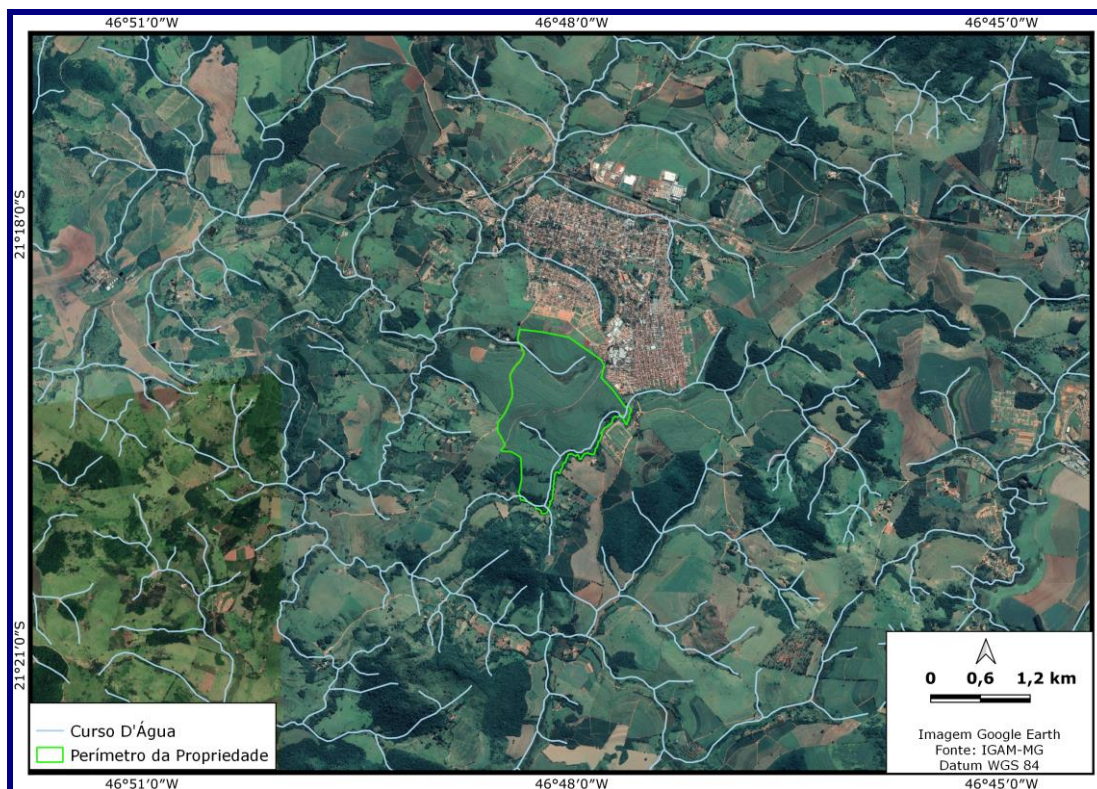 46°51'0"W
46°48'0"W
46°45'0"W
21°18'0"S
21°21'0"S
Curso D'Água
Perímetro da Propriedade
0 0,6 1,2 km
Imagem Google Earth
Fonte: IGAM-MG
Datum WGS 84
46°51'0"W
46°48'0"W
46°45'0"W